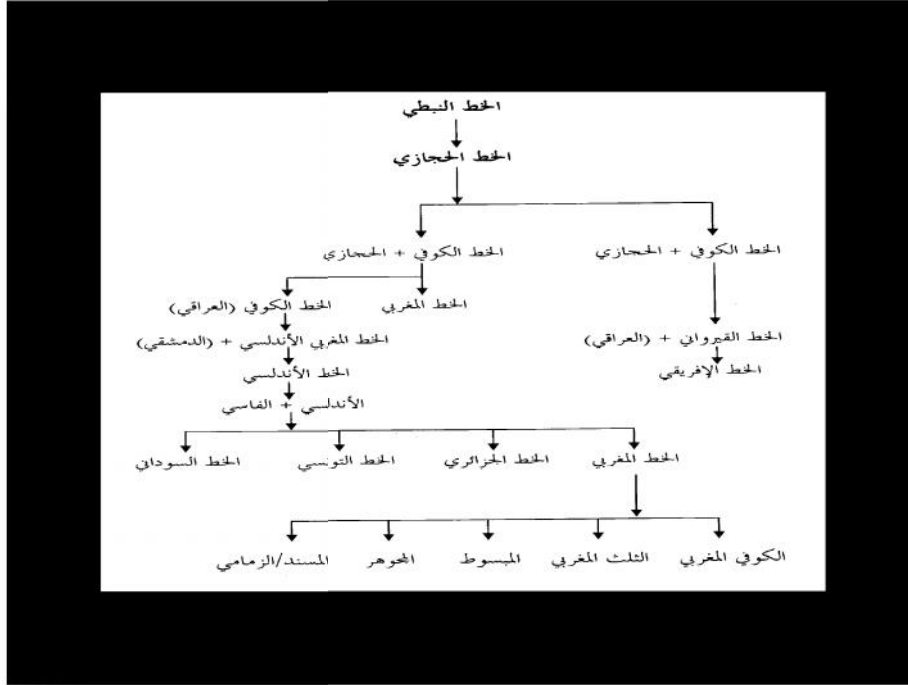 الخط النبطي
الخط الحجازي
الخط الكوفي + الحجازي
الخط الكوفي + الحجازي
الخط المغربي
الخط الكوفي (العراقي)
الخط القيرواني + (العراقي)
الخط المغربي الأندلسي + (الدمشقي)
الخط الإفريقي
الخط الأندلسي
الأندلسي + الفاسي
الخط المغربي
الخط الجزائري
الخط التونسي
الخط السوداني
الكوفي المغربي
الثلث المغربي
المبسوط
المجوهر
المسند/الزمامي